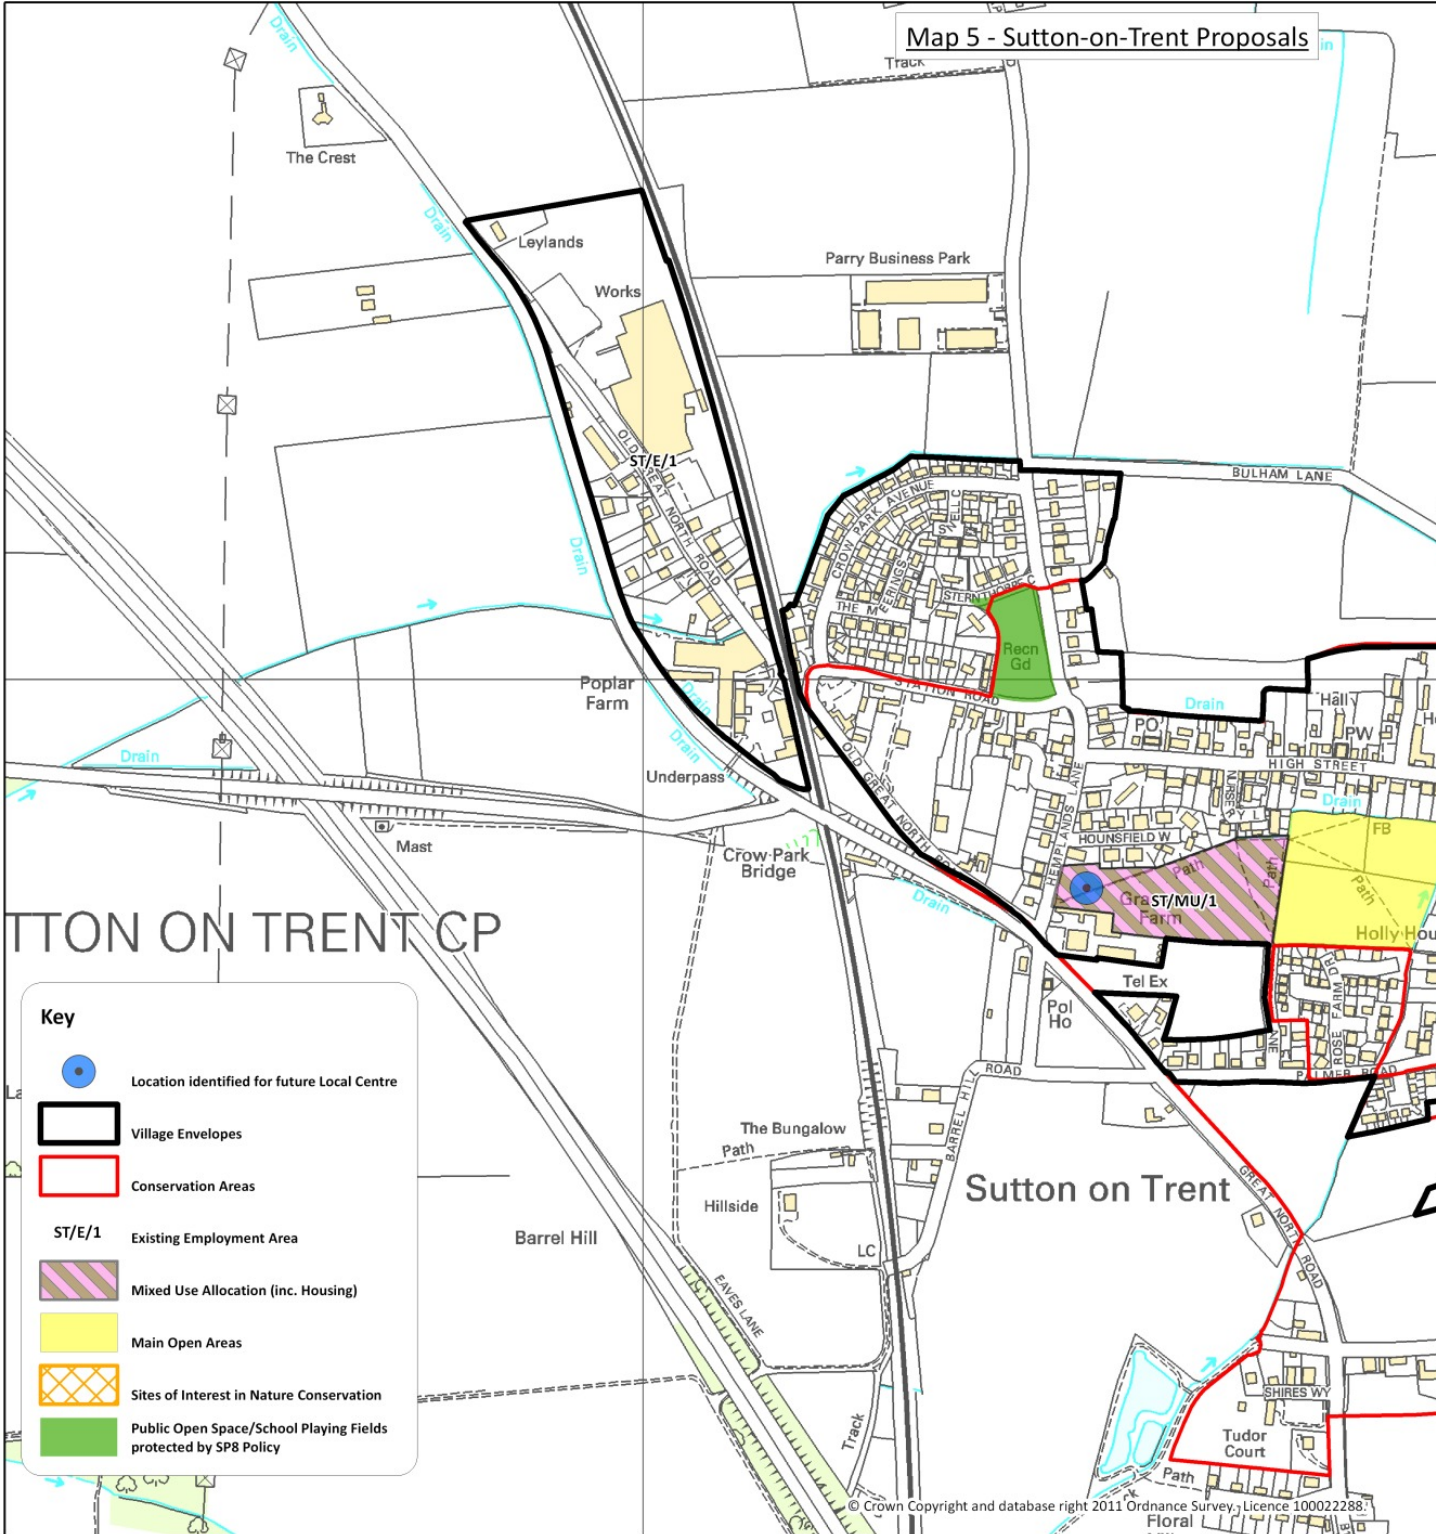 Map 5 - Sutton-on-Trent Proposals
Drain
Track
The Crest
Drain
Leylands
Works
Parry Business Park
OLD GREAT NORTH ROAD
ST/E/1
BULHAM LANE
CROW PARK AVENUE
Drain
THE MEERINGS
STERNTHORPE C
Recn
Gd
STATION ROAD
Poplar
Farm
Drain
Drain
Drain
Drain
Underpass
PO
Hall
PW
HIGH STREET
OLD GREAT NORTH ROAD
HEMPLANDS LANE
NURSERY L
Drain
HOUNSFIELD W
FB
Mast
Crow Park
Bridge
Path
Path
Path
Drain
ST/MU/1
Farm
Holly Hou
TTON ON TRENT CP
Tel Ex
Pol
Ho
ROSE FARM DR
ANE
PALMER ROAD
BARREL HILL ROAD
The Bungalow
Path
Hillside
Sutton on Trent
GREAT NORTH ROAD
Barrel Hill
LC
EAVES LANE
SHIRES WY
Tudor
Court
Track
Path
Floral
Key
Location identified for future Local Centre
Village Envelopes
Conservation Areas
ST/E/1 Existing Employment Area
Mixed Use Allocation (inc. Housing)
Main Open Areas
Sites of Interest in Nature Conservation
Public Open Space/School Playing Fields
protected by SP8 Policy
© Crown Copyright and database right 2011 Ordnance Survey. Licence 100022288.